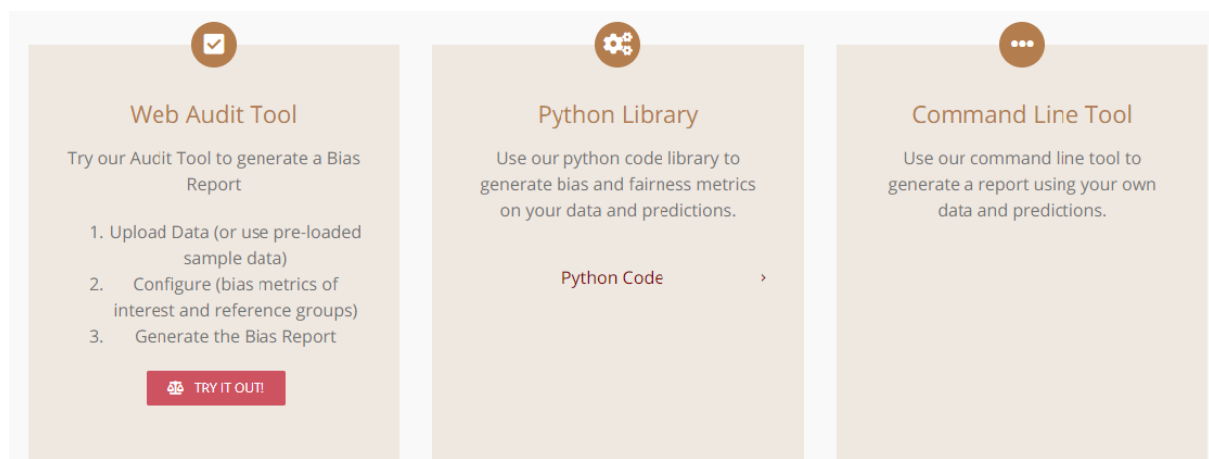 Web Audit Tool
Try our Audit Tool to generate a Bias
Report
1. Upload Data (or use pre-loaded
sample data)
2. Configure (bias metrics of
interest and reference groups)
3. Generate the Bias Report
TRY IT OUT!
Python Library
Use our python code library to
generate bias and fairness metrics
on your data and predictions.
Python Code ›
Command Line Tool
Use our command line tool to
generate a report using your own
data and predictions.